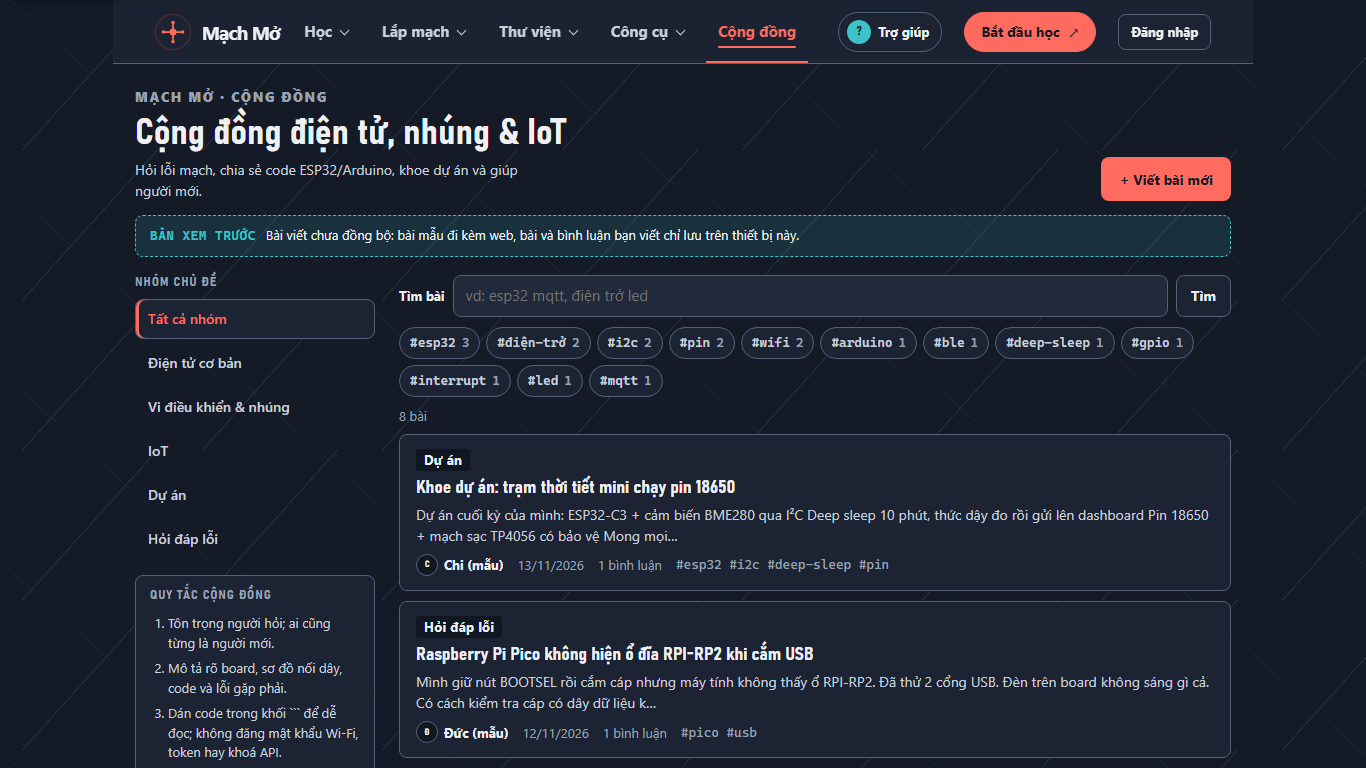 Mạch Mở Học Lắp mạch Thư viện Công cụ Cộng đồng ? Trợ giúp Bắt đầu học ↗ Đăng nhập
MẠCH MỞ · CỘNG ĐỒNG
Cộng đồng điện tử, nhúng & IoT
Hỏi lỗi mạch, chia sẻ code ESP32/Arduino, khoe dự án và giúp
người mới.
+ Viết bài mới
BẢN XEM TRƯỚC Bài viết chưa đồng bộ: bài mẫu đi kèm web, bài và bình luận bạn viết chỉ lưu trên thiết bị này.
NHÓM CHỦ ĐỀ
Tất cả nhóm
Điện tử cơ bản
Vi điều khiển & nhúng
IoT
Dự án
Hỏi đáp lỗi
QUY TẮC CỘNG ĐỒNG
1. Tôn trọng người hỏi; ai cũng
từng là người mới.
2. Mô tả rõ board, sơ đồ nối dây,
code và lỗi gặp phải.
3. Dán code trong khối ``` để dễ
đọc; không đăng mật khẩu Wi-Fi,
token hay khoá API.
Tìm bài vd: esp32 mqtt, điện trở led Tìm
#esp32 3 #điện-trở 2 #i2c 2 #pin 2 #wifi 2 #arduino 1 #ble 1 #deep-sleep 1 #gpio 1
#interrupt 1 #led 1 #mqtt 1
8 bài
Dự án
Khoe dự án: trạm thời tiết mini chạy pin 18650
Dự án cuối kỳ của mình: ESP32-C3 + cảm biến BME280 qua I²C Deep sleep 10 phút, thức dậy đo rồi gửi lên dashboard Pin 18650
+ mạch sạc TP4056 có bảo vệ Mong mọi...
C Chi (mẫu) 13/11/2026 1 bình luận #esp32 #i2c #deep-sleep #pin
Hỏi đáp lỗi
Raspberry Pi Pico không hiện ổ đĩa RPI-RP2 khi cắm USB
Mình giữ nút BOOTSEL rồi cắm cáp nhưng máy tính không thấy ổ RPI-RP2. Đã thử 2 cổng USB. Đèn trên board không sáng gì cả.
Có cách kiểm tra cáp có dây dữ liệu k...
Đ Đức (mẫu) 12/11/2026 1 bình luận #pico #usb